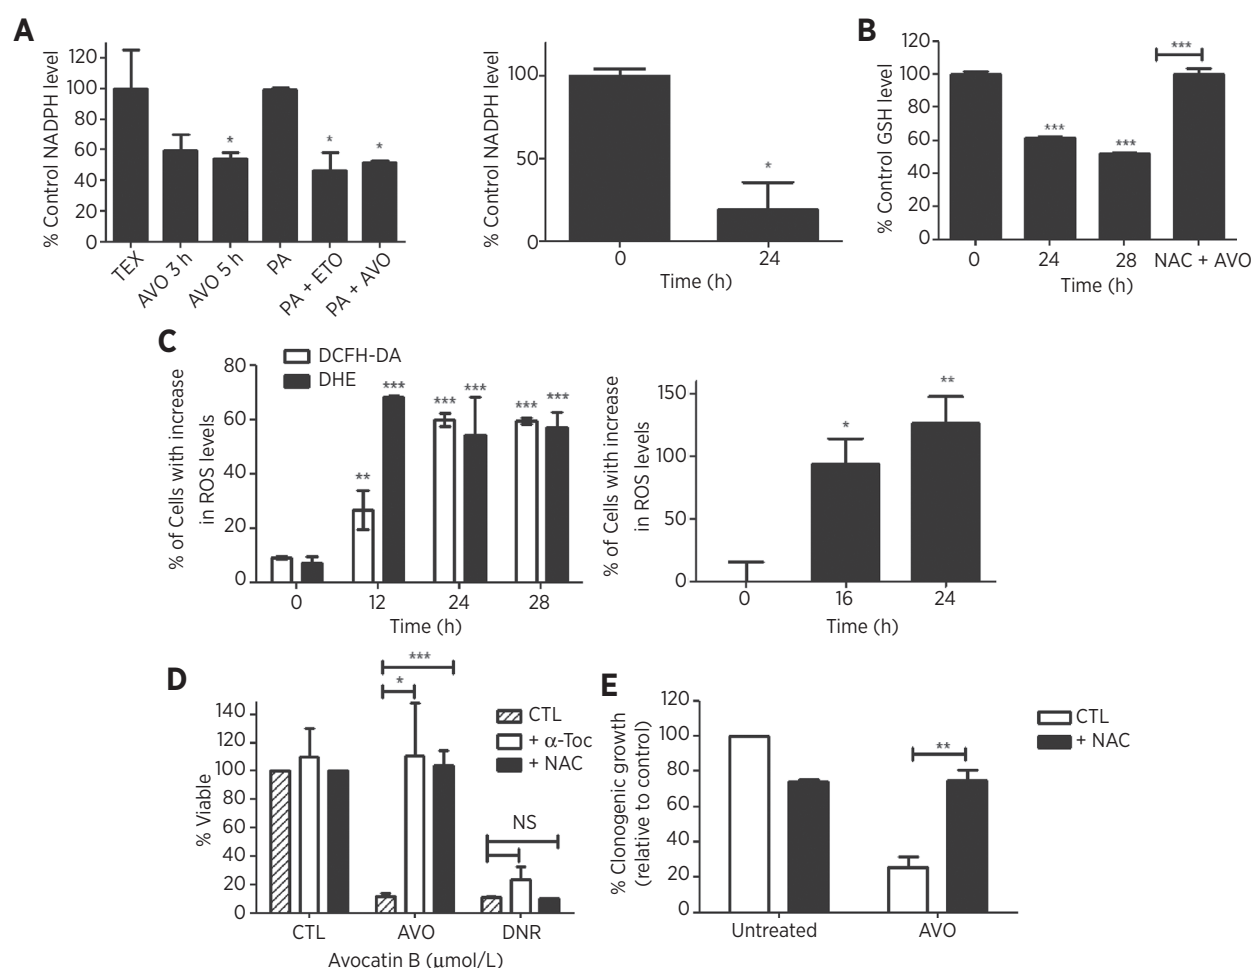 A
% Control NADPH level
120
100
80
60
40
20
0
*
*
*
TEX
AVO 3 h
AVO 5 h
PA
PA + ETO
PA + AVO
% Control NADPH level
100
50
0
*
0
24
Time (h)
B
% Control GSH level
120
100
80
60
40
20
0
***
***
***
0
24
28
NAC + AVO
Time (h)
C
% of Cells with increase
in ROS levels
80
60
40
20
0
DCFH-DA
DHE
**
***
***
***
***
***
0
12
24
28
Time (h)
% of Cells with increase
in ROS levels
150
100
50
0
*
**
0
16
24
Time (h)
D
% Viable
140
120
100
80
60
40
20
0
***
*
NS
CTL
+ α-Toc
+ NAC
CTL
AVO
DNR
Avocatin B (μmol/L)
E
% Clonogenic growth
(relative to control)
120
100
80
60
40
20
0
**
CTL
+ NAC
Untreated
AVO